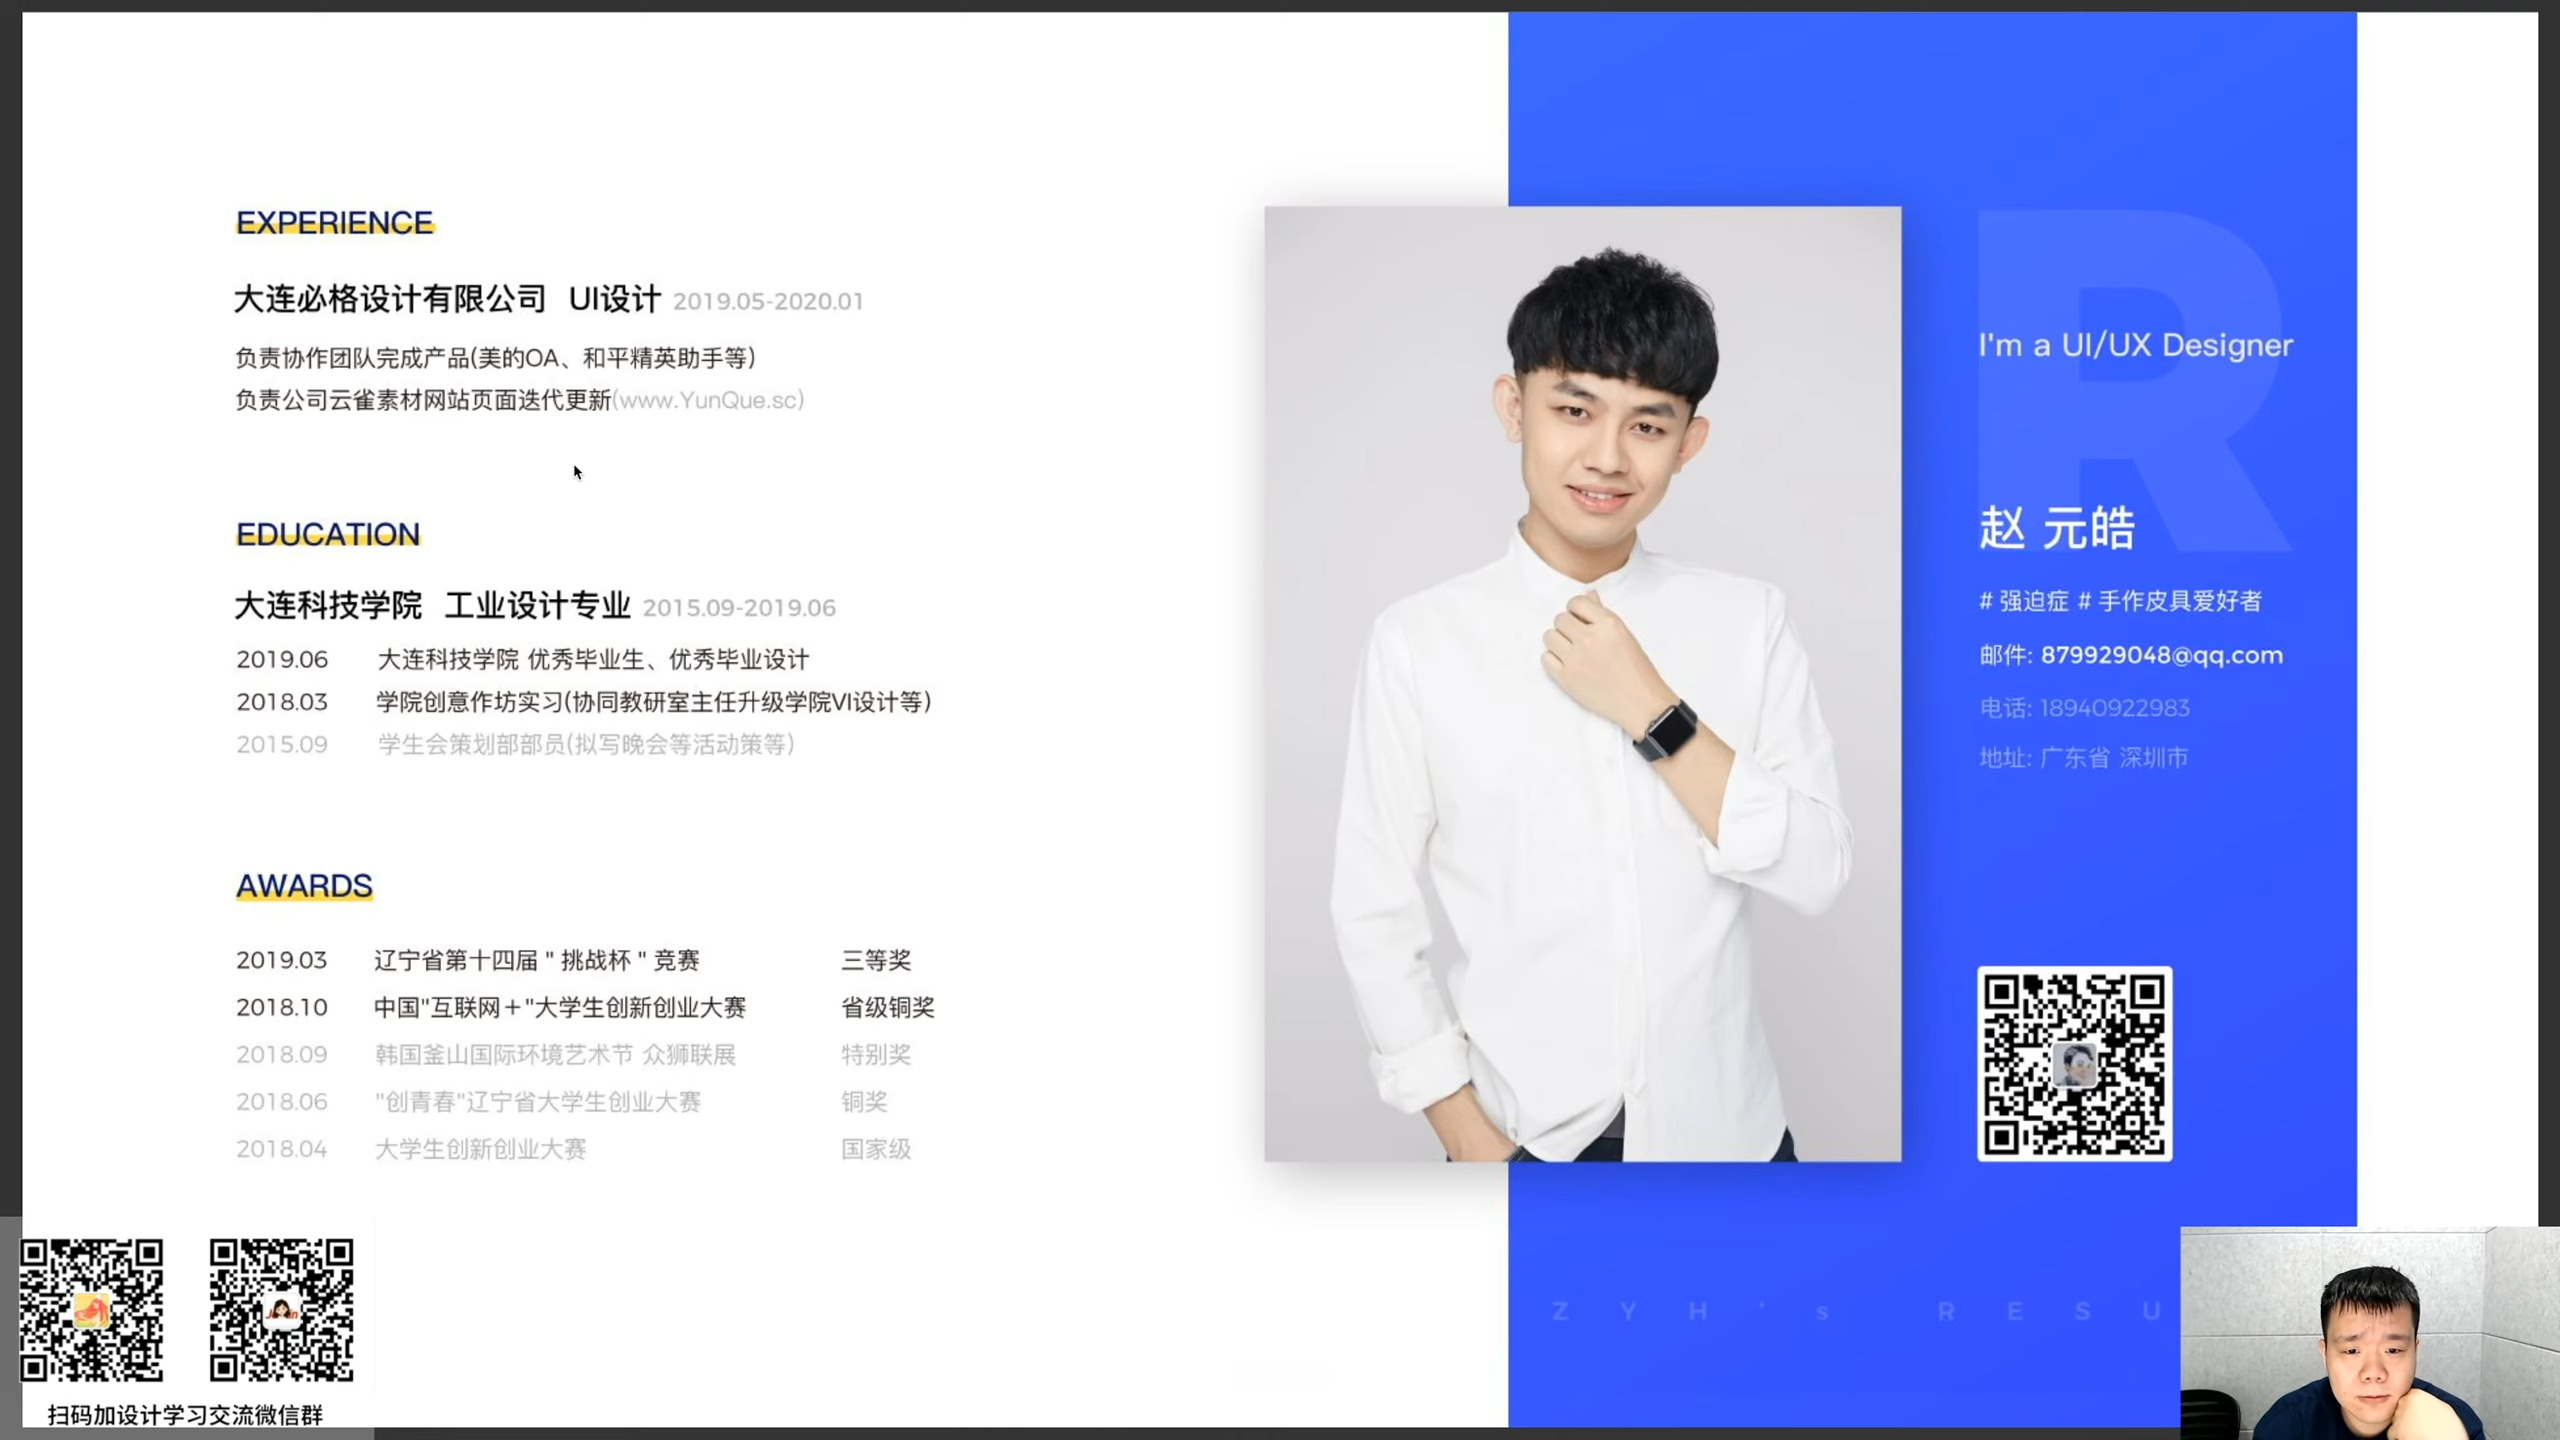 EXPERIENCE
大连必格设计有限公司 UI设计 2019.05-2020.01
负责协作团队完成产品(美的OA、和平精英助手等)
负责公司云雀素材网站页面迭代更新(www.YunQue.sc)
EDUCATION
大连科技学院 工业设计专业 2015.09-2019.06
2019.06 大连科技学院 优秀毕业生、优秀毕业设计
2018.03 学院创意作坊实习(协同教研室主任升级学院VI设计等)
2015.09 学生会策划部部员(拟写晚会等活动策等)
AWARDS
2019.03 辽宁省第十四届 " 挑战杯 " 竞赛 三等奖
2018.10 中国"互联网＋"大学生创新创业大赛 省级铜奖
2018.09 韩国釜山国际环境艺术节 众狮联展 特别奖
2018.06 "创青春"辽宁省大学生创业大赛 铜奖
2018.04 大学生创新创业大赛 国家级
R
I'm a UI/UX Designer
赵 元皓
# 强迫症 # 手作皮具爱好者
邮件: 879929048@qq.com
电话: 18940922983
地址: 广东省 深圳市
ZYH's RESU
扫码加设计学习交流微信群